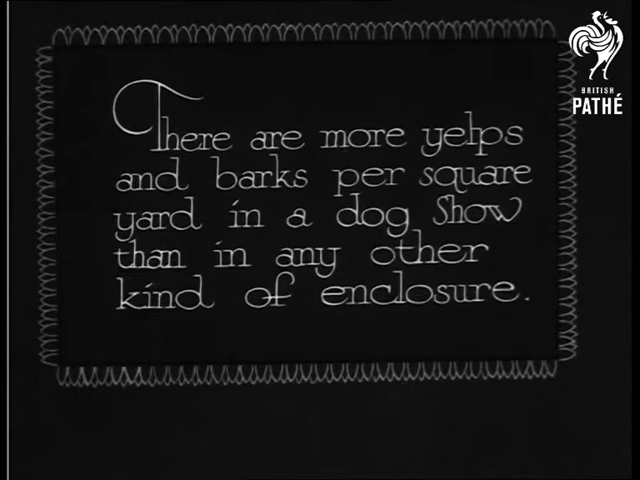 There are more yelps
and barks per square
yard in a dog Show
than in any other
kind of enclosure.
BRITISH
PATHÉ